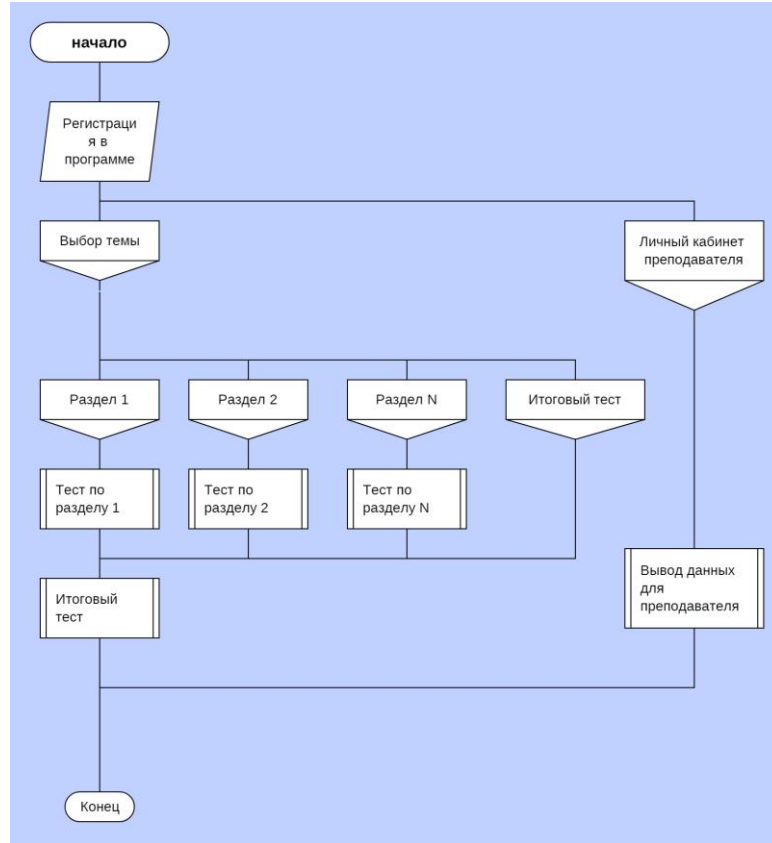 начало
Регистраци
я в
программе
Выбор темы
Личный кабинет
преподавателя
Раздел 1
Раздел 2
Раздел N
Итоговый тест
Тест по
разделу 1
Тест по
разделу 2
Тест по
разделу N
Вывод данных
для
преподавателя
Итоговый
тест
Конец